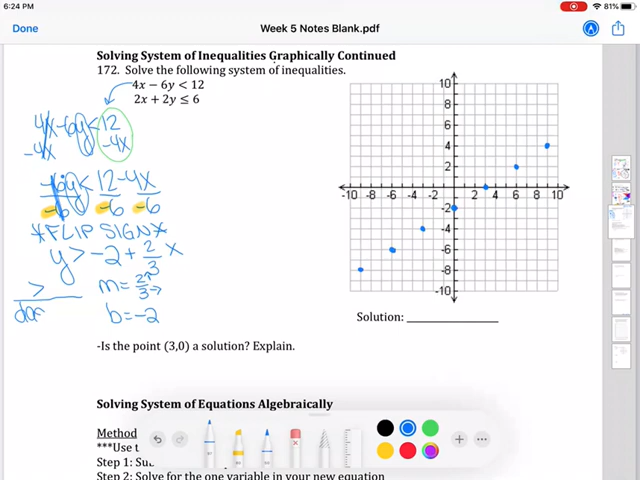 6:24 PM
81%
Done
Week 5 Notes Blank.pdf
Solving System of Inequalities Graphically Continued
172. Solve the following system of inequalities.
4x − 6y < 12
2x + 2y ≤ 6
4x-6y<12
-4x -4x
-6y < 12-4x
-6 -6 -6
*FLIP SIGN*
y > -2 + 2/3 x
m = 2↑/3→
b = -2
>
das
10
8
6
4
2
-10 -8 -6 -4 -2 2 4 6 8 10
-2
-4
-6
-8
-10
Solution:
-Is the point (3,0) a solution? Explain.
Solving System of Equations Algebraically
Method
***Use t
Step 1: Su
Step 2: Solve for the one variable in your new equation